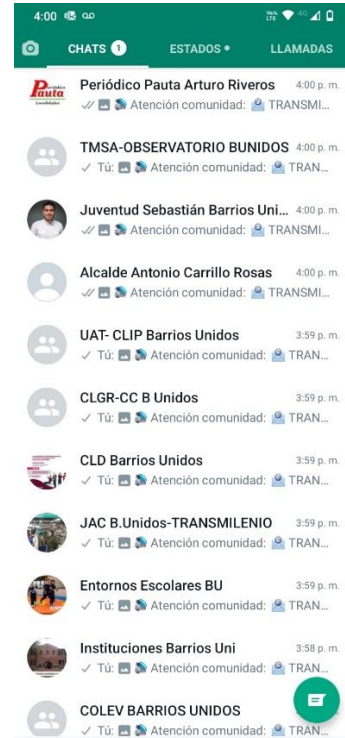 4:00
VoLTE 4G
CHATS 1 ESTADOS LLAMADAS
Periódico Pauta Arturo Riveros 4:00 p. m.
Atención comunidad: TRANSMI...
TMSA-OBSERVATORIO BUNIDOS 4:00 p. m.
Tú: Atención comunidad: TRAN...
Juventud Sebastián Barrios Uni... 4:00 p. m.
Atención comunidad: TRANSMI...
Alcalde Antonio Carrillo Rosas 4:00 p. m.
Atención comunidad: TRANSMI...
UAT- CLIP Barrios Unidos 3:59 p. m.
Tú: Atención comunidad: TRAN...
CLGR-CC B Unidos 3:59 p. m.
Tú: Atención comunidad: TRAN...
CLD Barrios Unidos 3:59 p. m.
Tú: Atención comunidad: TRAN...
JAC B.Unidos-TRANSMILENIO 3:59 p. m.
Tú: Atención comunidad: TRAN...
Entornos Escolares BU 3:59 p. m.
Tú: Atención comunidad: TRAN...
Instituciones Barrios Uni 3:58 p. m.
Tú: Atención comunidad: TRAN...
COLEV BARRIOS UNIDOS
Tú: Atención comunidad: TRAN...